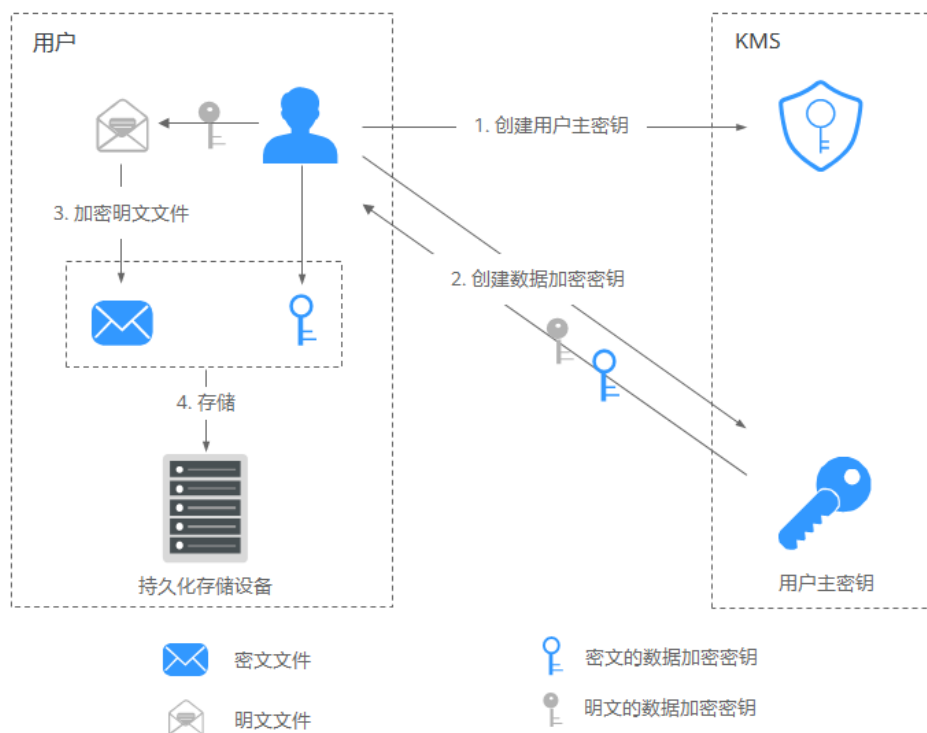 用户
KMS
1. 创建用户主密钥
3. 加密明文文件
2. 创建数据加密密钥
4. 存储
持久化存储设备
用户主密钥
密文文件
密文的数据加密密钥
明文文件
明文的数据加密密钥